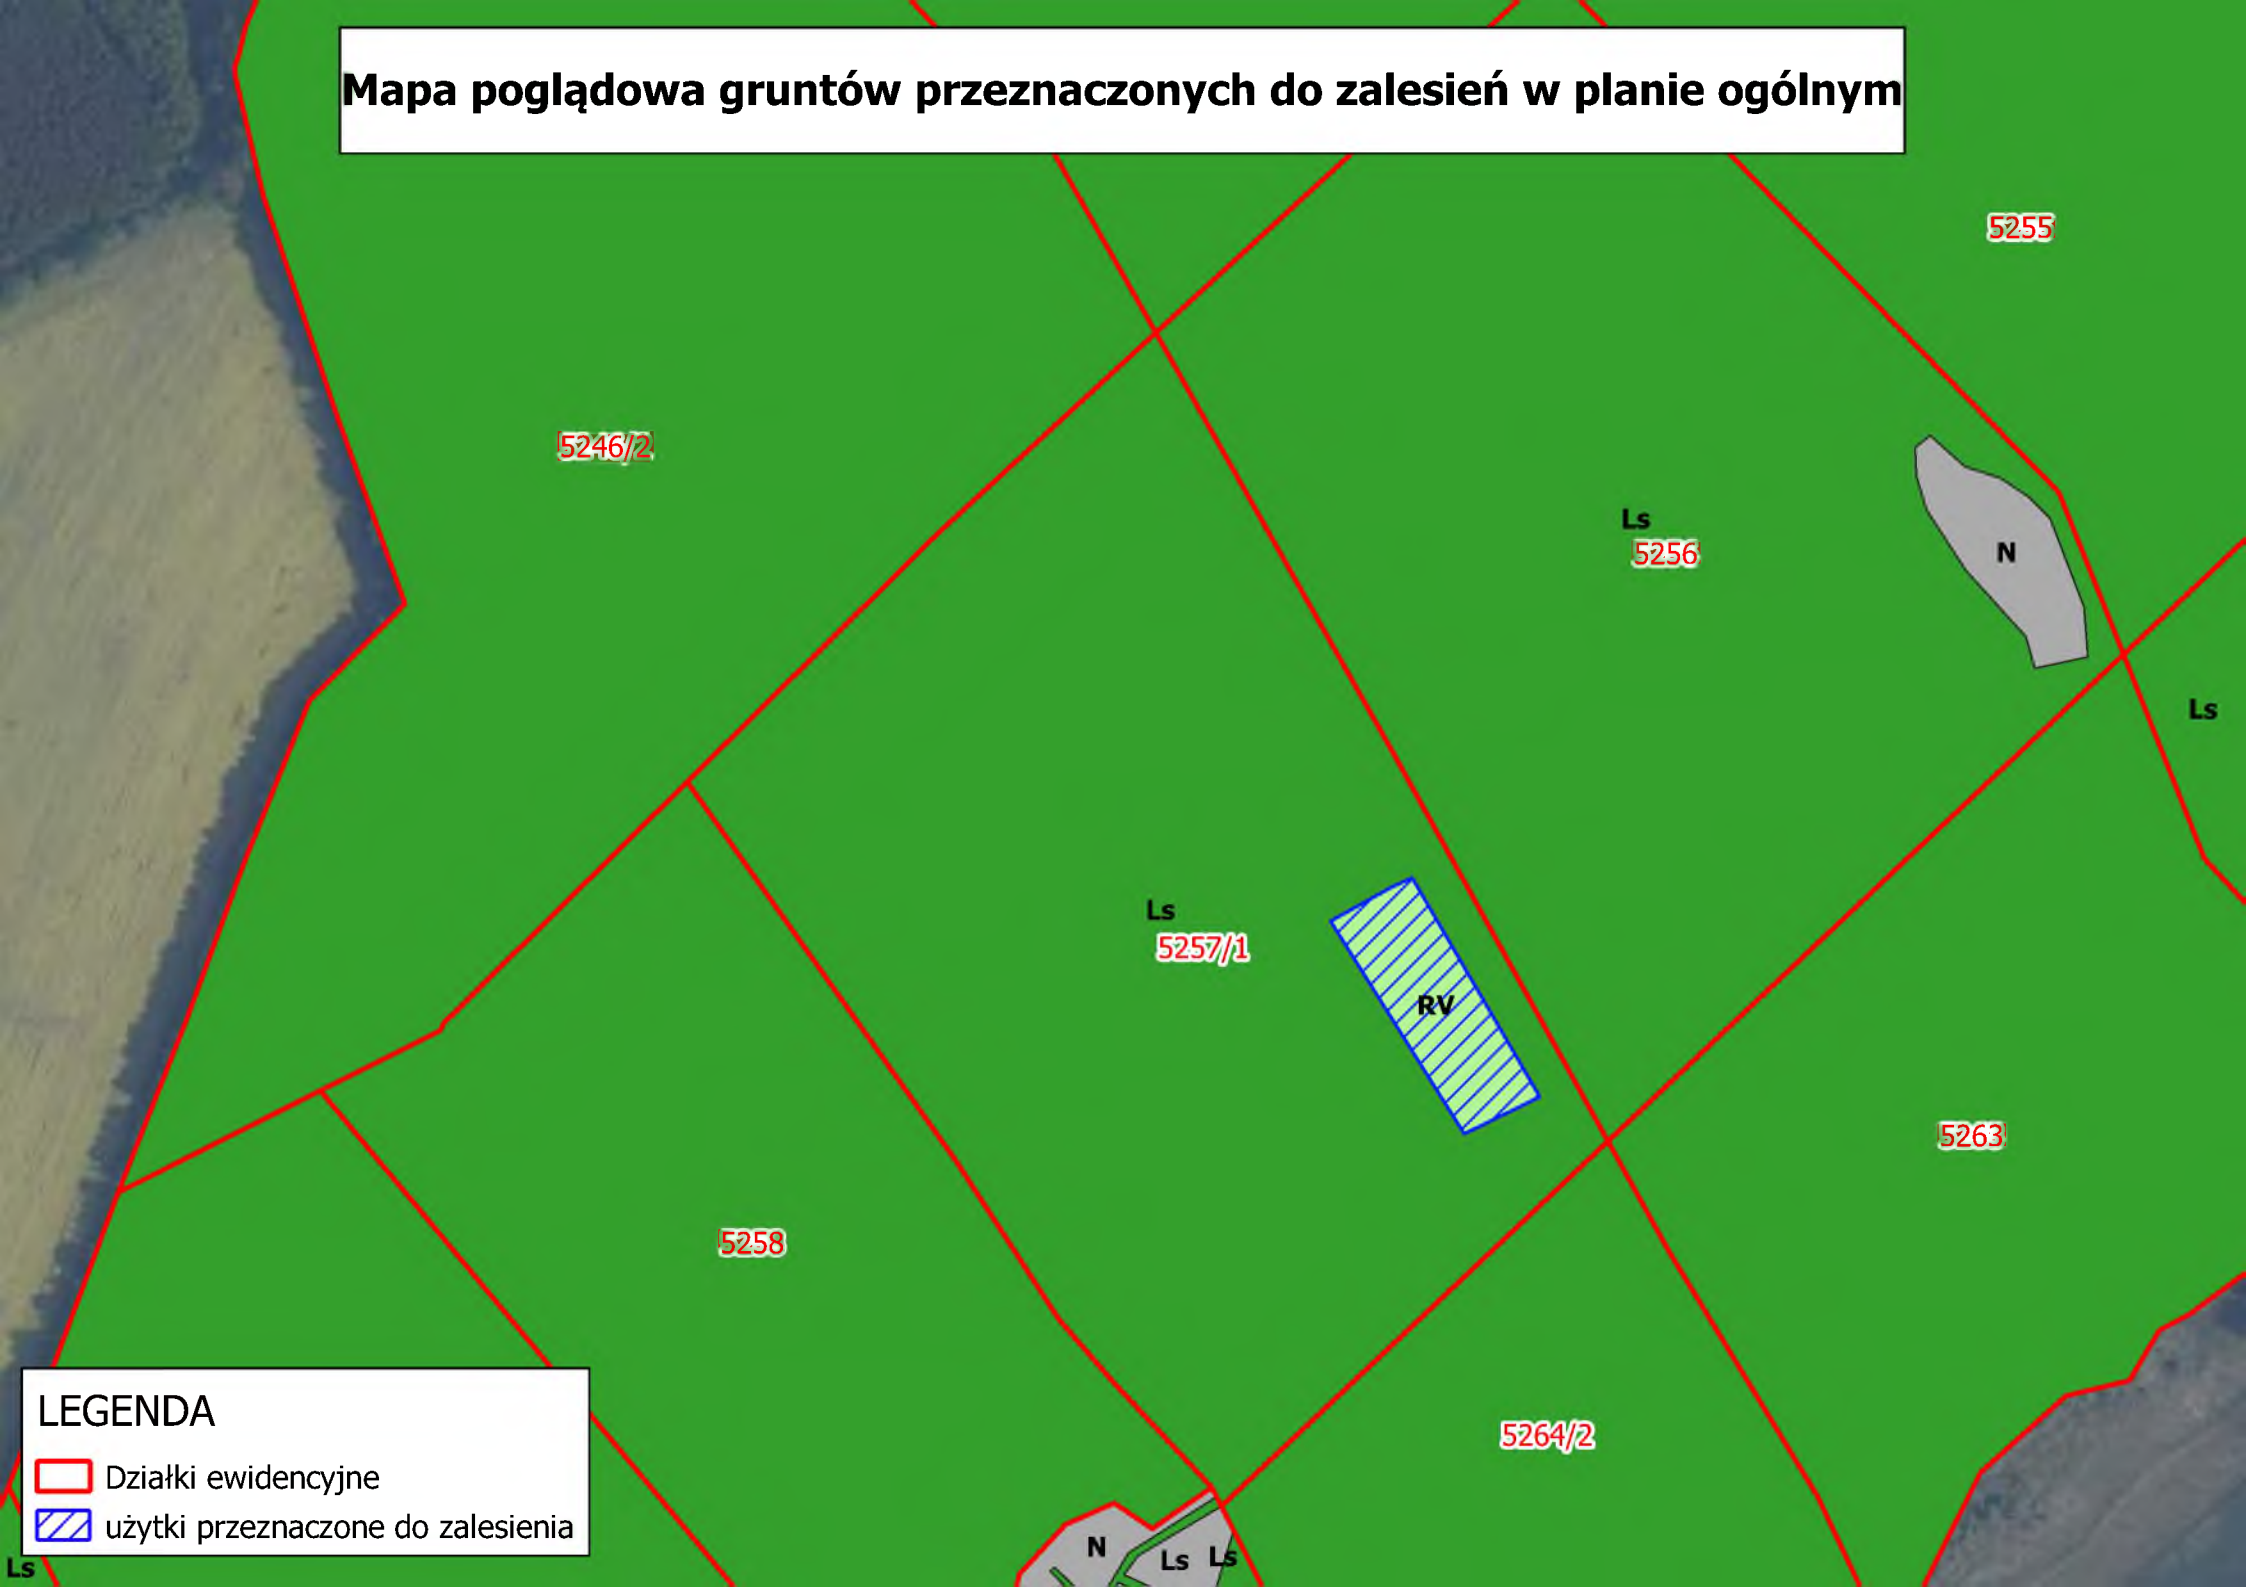 Mapa poglądowa gruntów przeznaczonych do zalesień w planie ogólnym
5255
5246/2
Ls
5256
N
Ls
Ls
5257/1
RV
5263
5258
5264/2
LEGENDA
Działki ewidencyjne
użytki przeznaczone do zalesienia
N
Ls
Ls
Ls